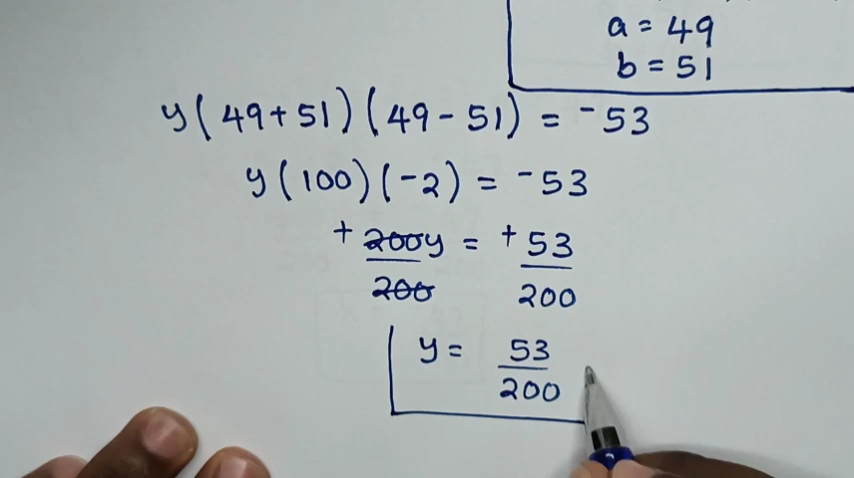 a = 49
b = 51
y(49+51)(49-51) = -53
y(100)(-2) = -53
+200y = +53
200 200
y = 53
200